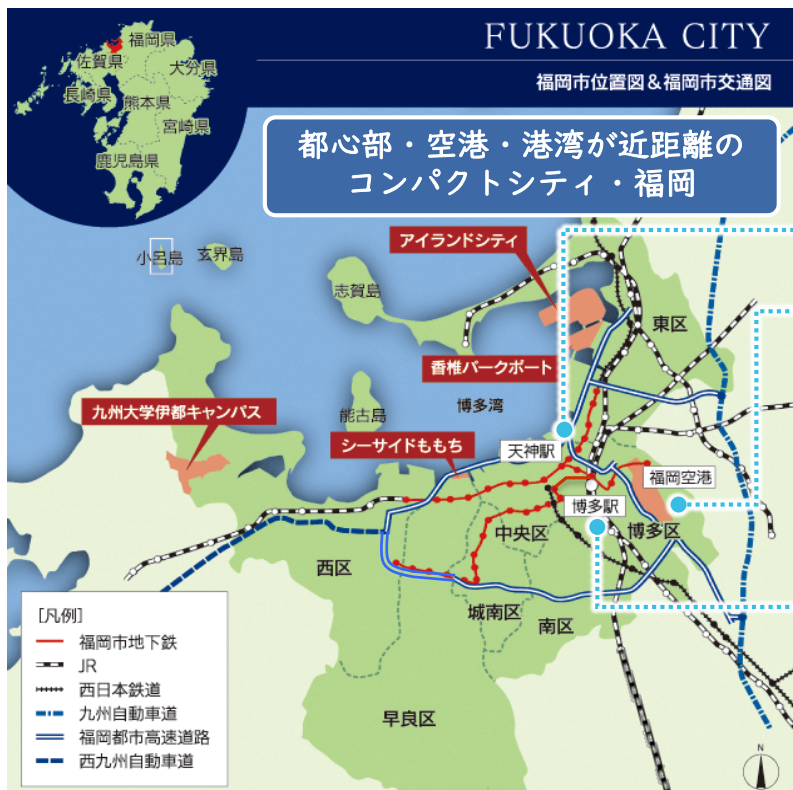 FUKUOKA CITY
福岡市位置図＆福岡市交通図
福岡県
佐賀県
大分県
長崎県
熊本県
宮崎県
鹿児島県
都心部・空港・港湾が近距離の
コンパクトシティ・福岡
アイランドシティ
小呂島
玄界島
志賀島
東区
香椎パークポート
九州大学伊都キャンパス
能古島
博多湾
シーサイドももち
天神駅
福岡空港
博多駅
中央区
博多区
西区
城南区
南区
早良区
［凡例］
福岡市地下鉄
JR
西日本鉄道
九州自動車道
福岡都市高速道路
西九州自動車道
N